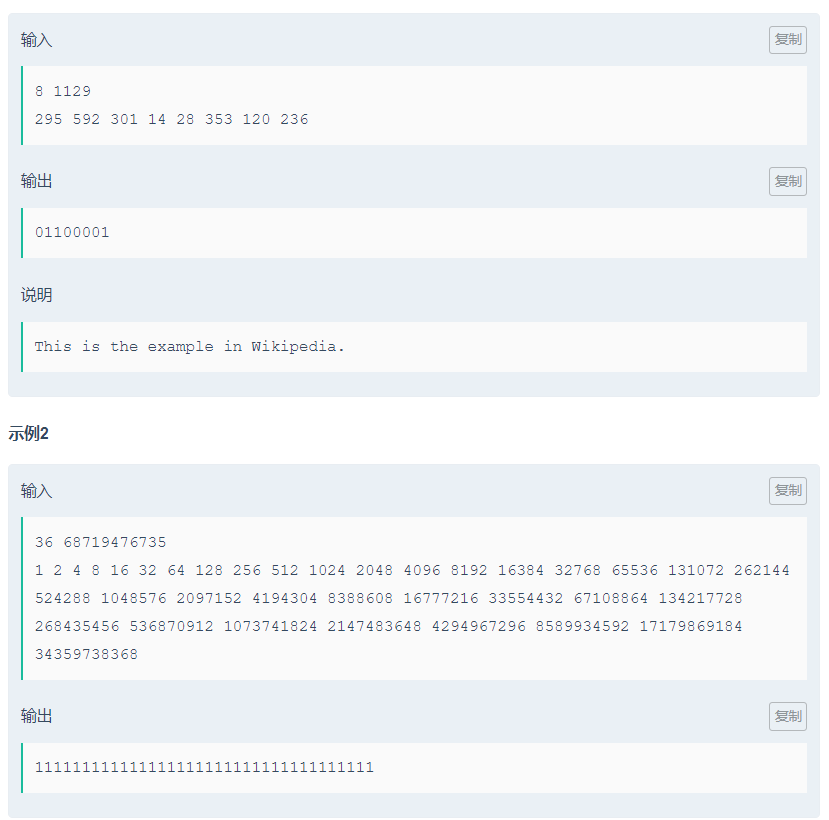 输入
复制
8 1129
295 592 301 14 28 353 120 236
输出
复制
01100001
说明
This is the example in Wikipedia.
示例2
输入
复制
36 68719476735
1 2 4 8 16 32 64 128 256 512 1024 2048 4096 8192 16384 32768 65536 131072 262144
524288 1048576 2097152 4194304 8388608 16777216 33554432 67108864 134217728
268435456 536870912 1073741824 2147483648 4294967296 8589934592 17179869184
34359738368
输出
复制
111111111111111111111111111111111111